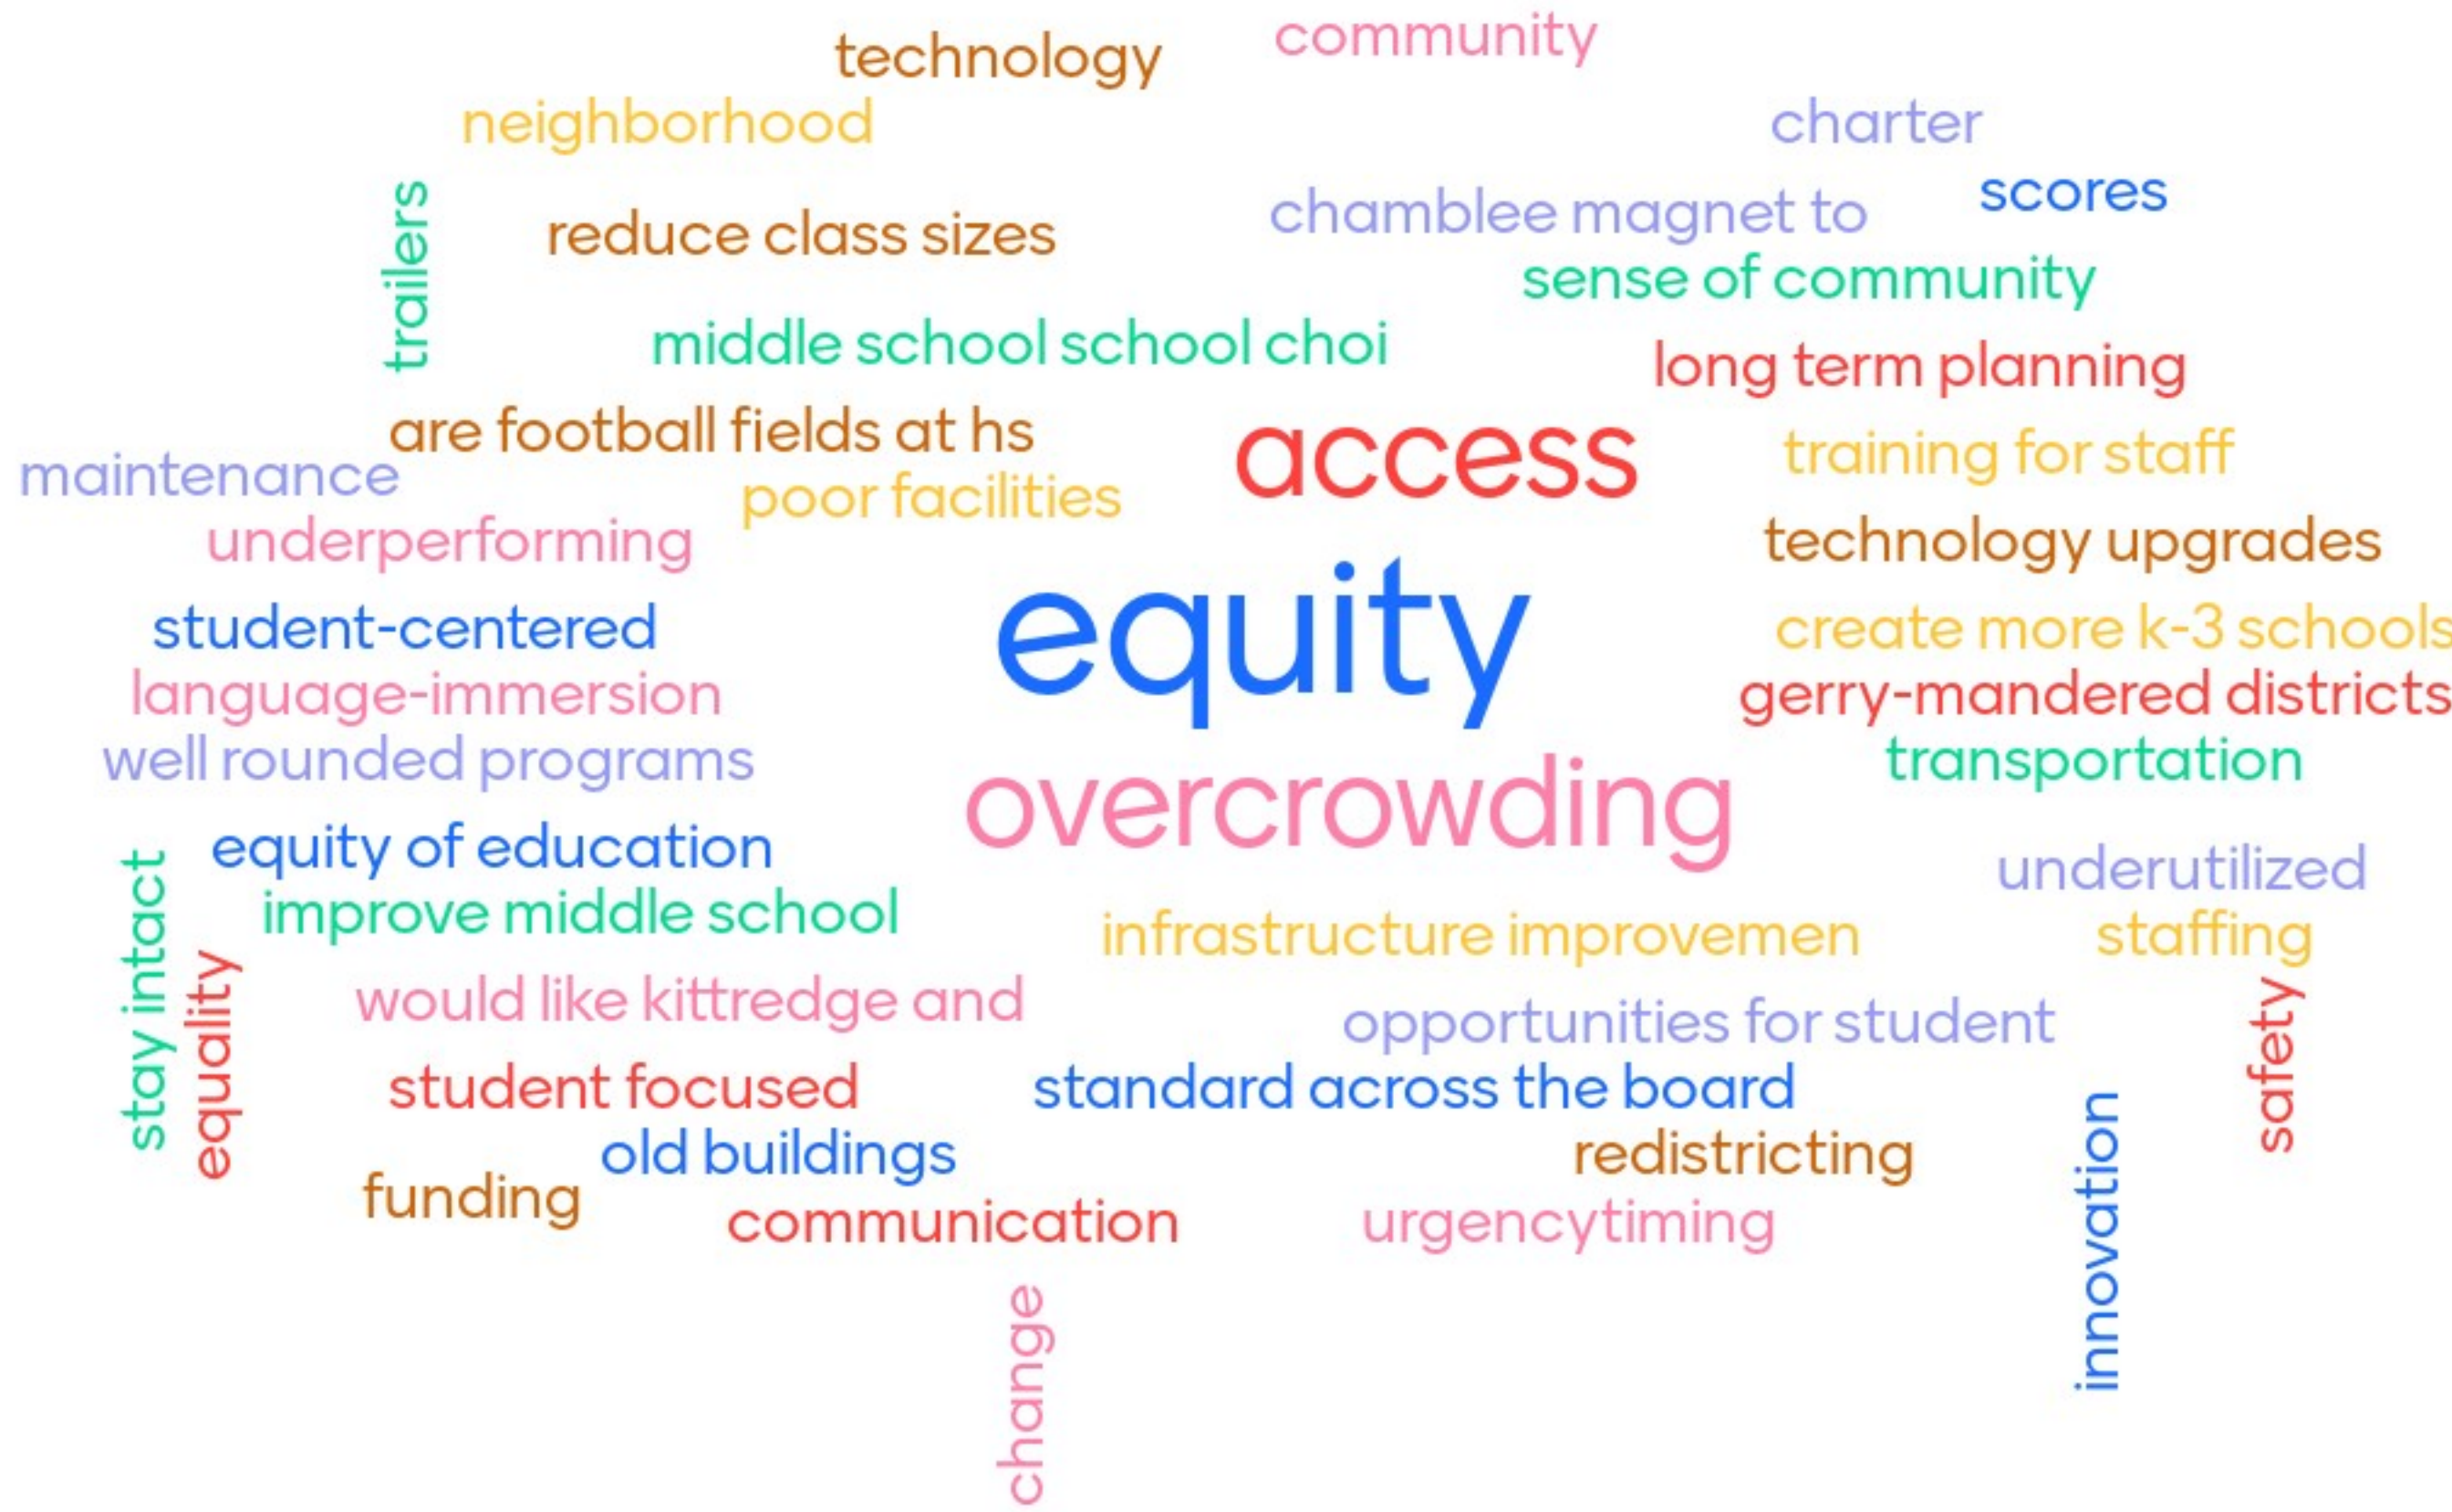 technology
community
neighborhood
charter
trailers
reduce class sizes
chamblee magnet to
scores
sense of community
middle school school choi
long term planning
are football fields at hs
access
training for staff
maintenance
poor facilities
underperforming
technology upgrades
equity
student-centered
create more k-3 schools
language-immersion
gerry-mandered districts
well rounded programs
transportation
overcrowding
equity of education
underutilized
stay intact
improve middle school
infrastructure improvemen
staffing
equality
would like kittredge and
opportunities for student
safety
student focused
standard across the board
old buildings
redistricting
innovation
funding
communication
urgencytiming
change